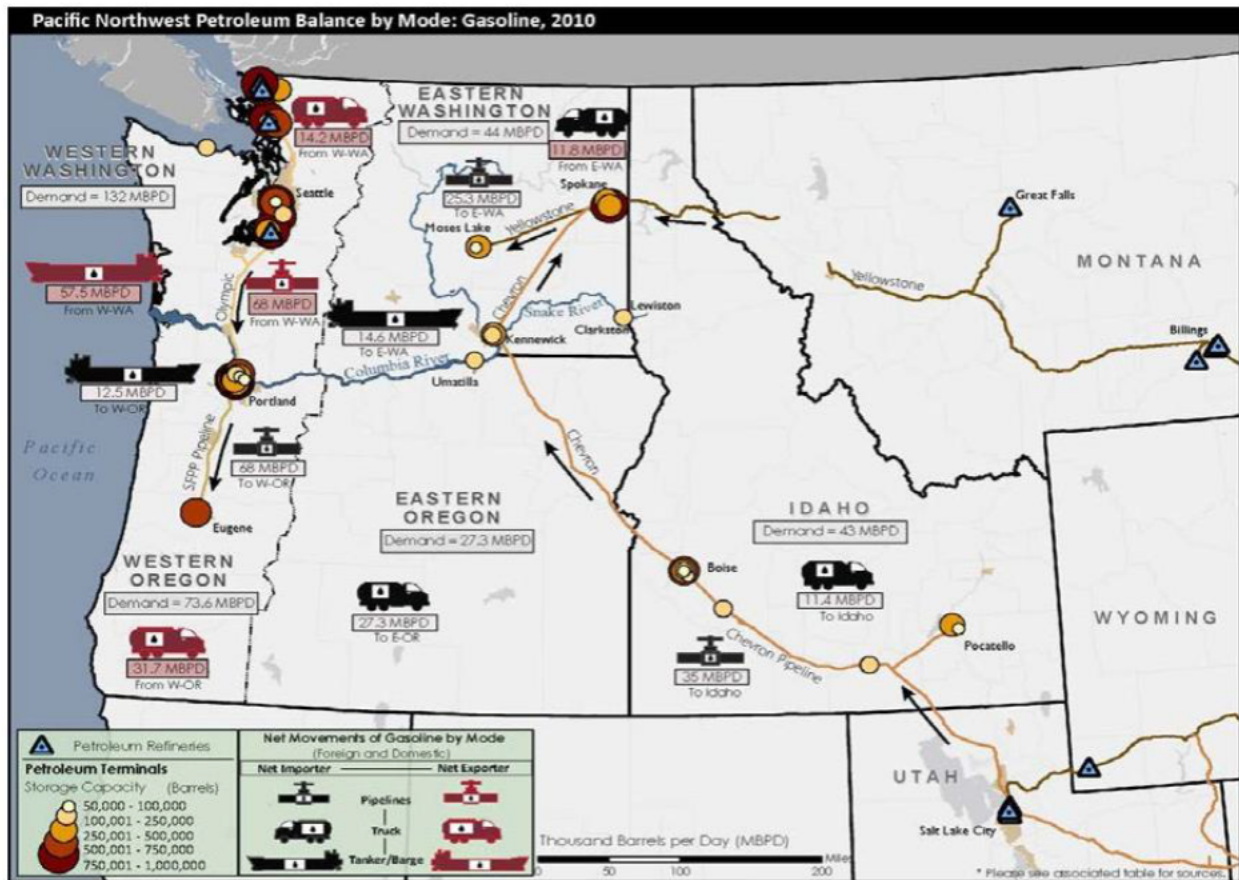 Pacific Northwest Petroleum Balance by Mode: Gasoline, 2010
EASTERN
WASHINGTON
Demand = 44 MBPD
14.2 MBPD
From W-WA
11.8 MBPD
From E-WA
WESTERN
WASHINGTON
Demand = 132 MBPD
Seattle
25.3 MBPD
To E-WA
Spokane
Moses Lake
Yellowstone
Great Falls
MONTANA
Yellowstone
Billings
57.5 MBPD
From W-WA
Olympic
68 MBPD
From W-WA
14.6 MBPD
To E-WA
Chevron
Snake River
Lewiston
Clarkston
Kennewick
Columbia River
Umatilla
12.5 MBPD
To W-OR
Portland
Pacific
Ocean
SFPP Pipeline
68 MBPD
To W-OR
Eugene
Chevron
EASTERN
OREGON
Demand = 27.3 MBPD
IDAHO
Demand = 43 MBPD
WESTERN
OREGON
Demand = 73.6 MBPD
27.3 MBPD
To E-OR
Boise
11.4 MBPD
To Idaho
WYOMING
31.7 MBPD
From W-OR
35 MBPD
To Idaho
Chevron Pipeline
Pocatello
UTAH
Salt Lake City
Petroleum Refineries
Petroleum Terminals
Storage Capacity (Barrels)
50,000 - 100,000
100,001 - 250,000
250,001 - 500,000
500,001 - 750,000
750,001 - 1,000,000
Net Movements of Gasoline by Mode
(Foreign and Domestic)
Net Importer
Net Exporter
Pipelines
Truck
Tanker/Barge
Thousand Barrels per Day (MBPD)
Miles
0 50 100 200
* Please see associated table for sources.